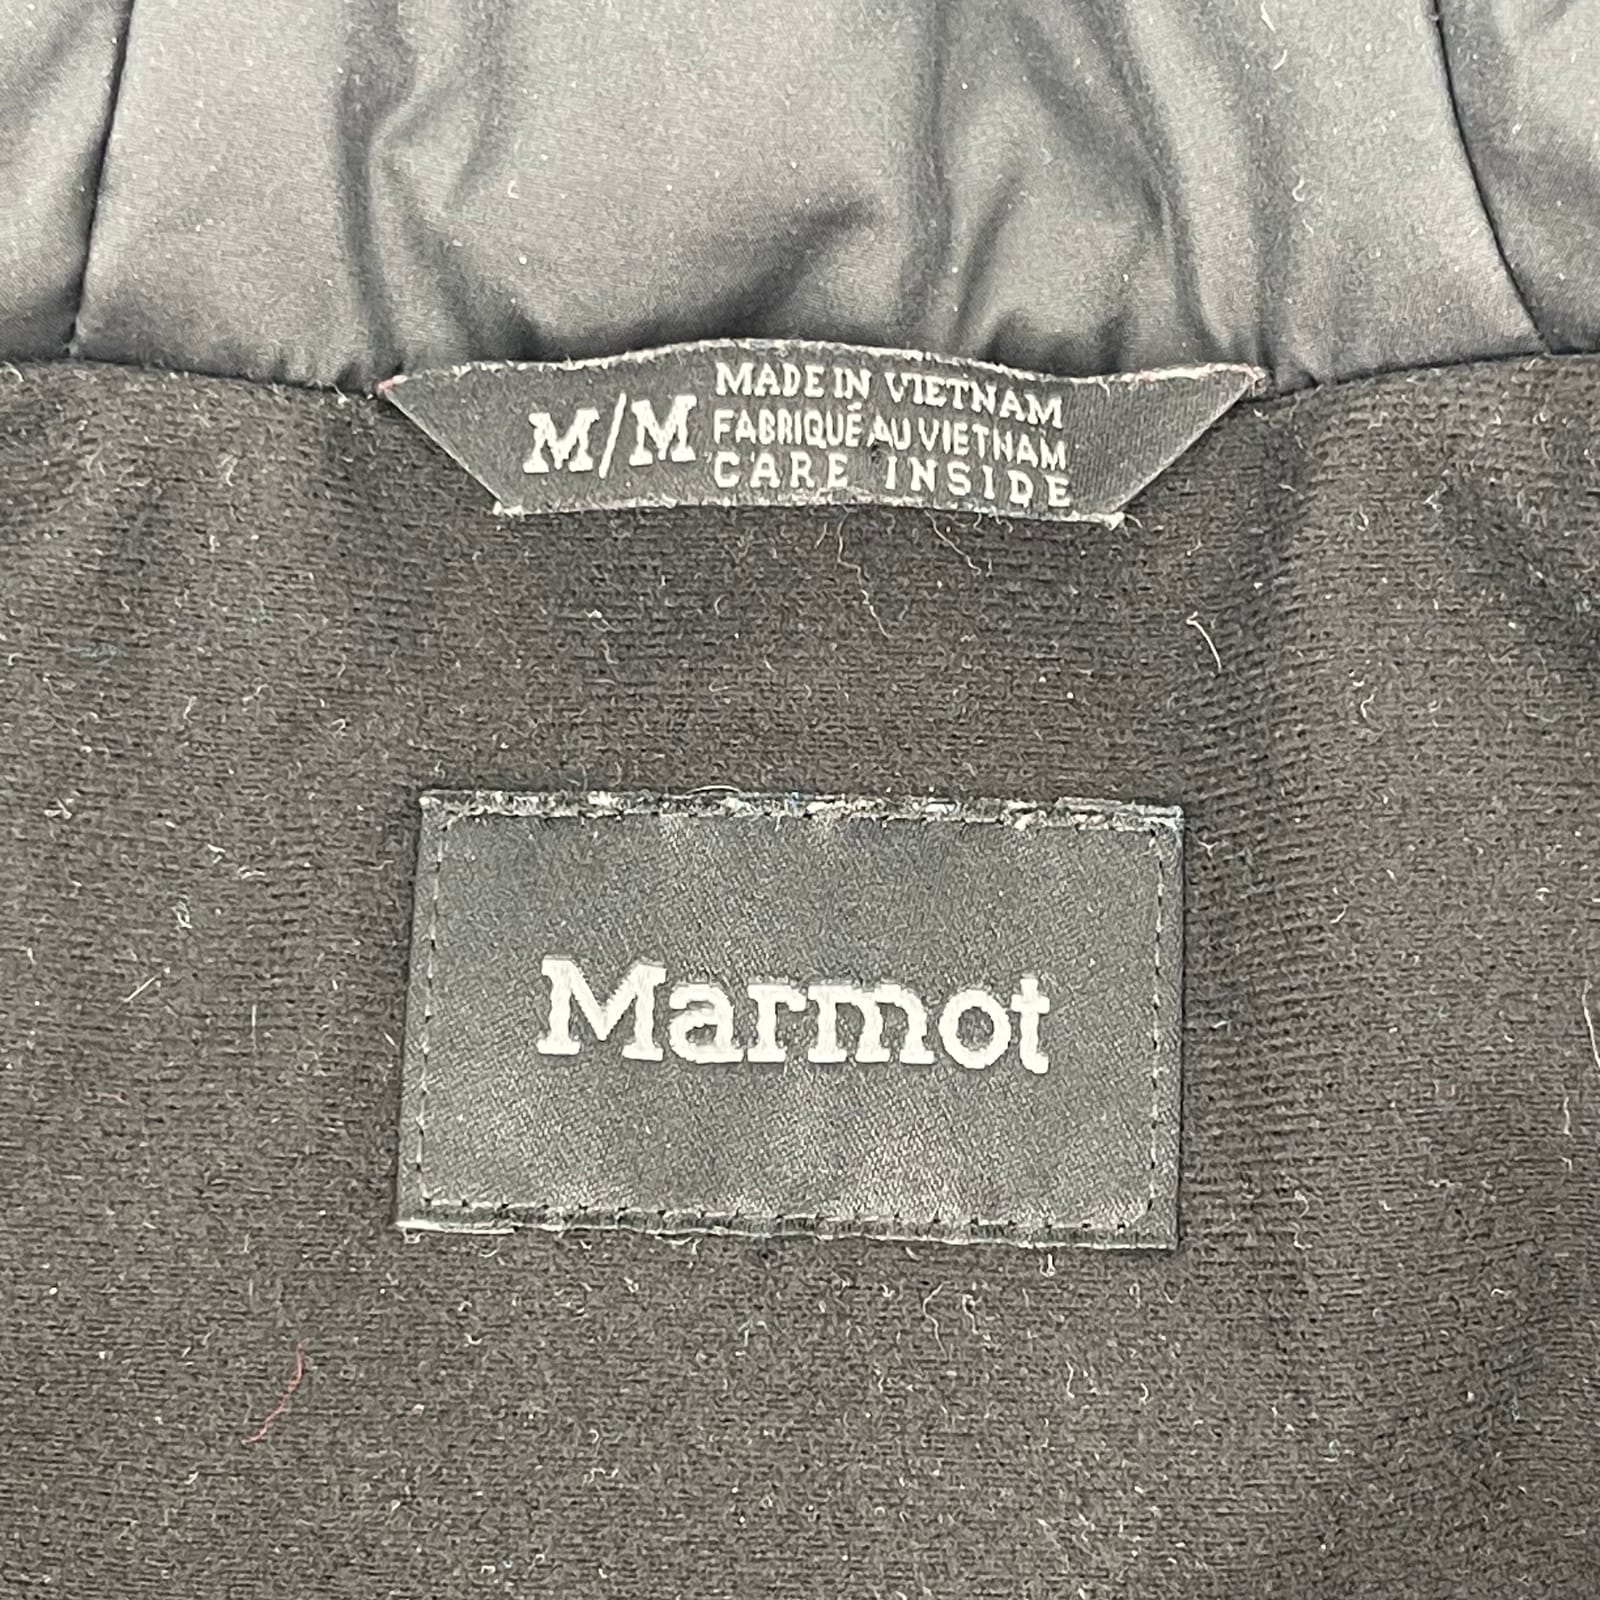 M/M
MADE IN VIETNAM
FABRIQUÉ AU VIETNAM
CARE INSIDE
Marmot